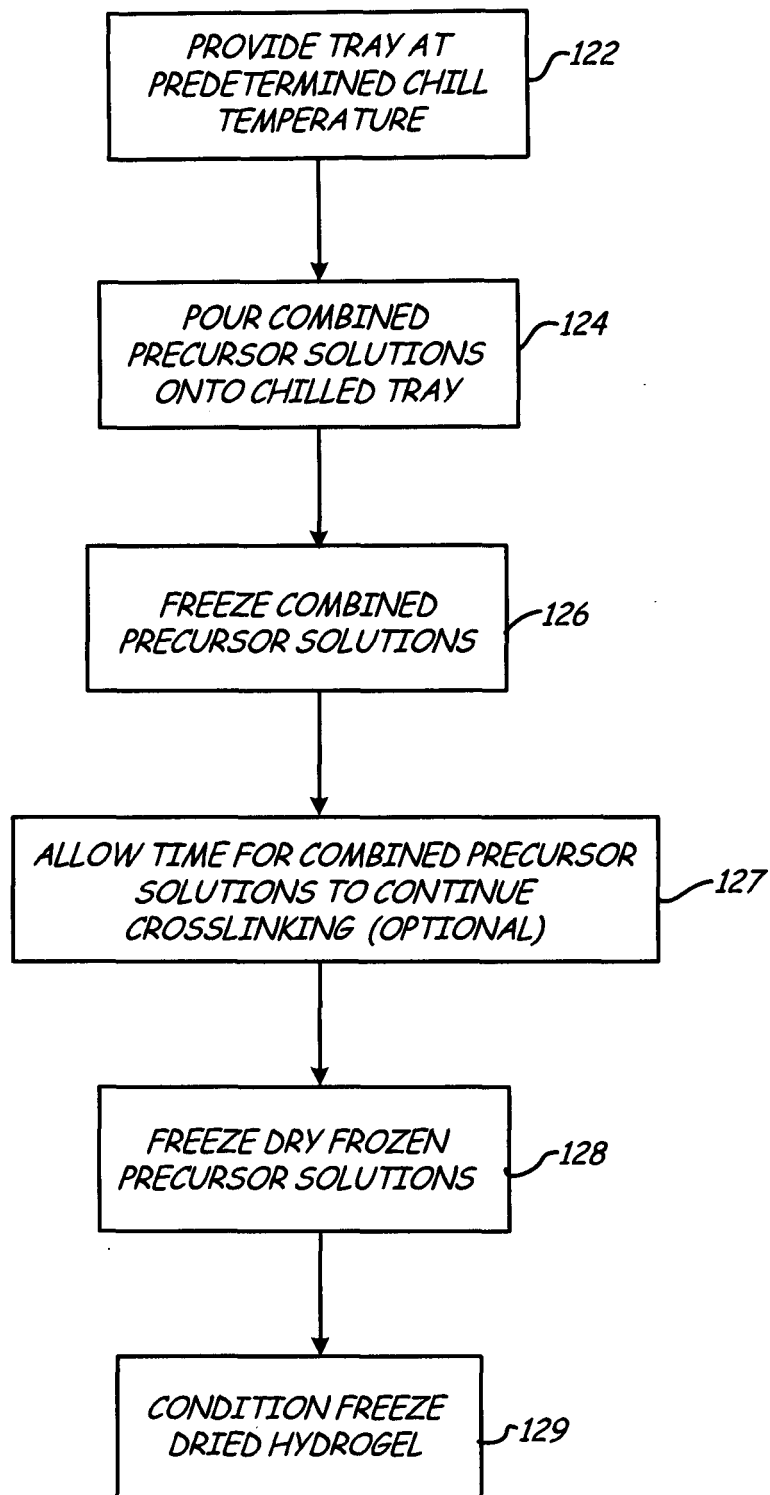 PROVIDE TRAY AT
PREDETERMINED CHILL
TEMPERATURE
122
POUR COMBINED
PRECURSOR SOLUTIONS
ONTO CHILLED TRAY
124
FREEZE COMBINED
PRECURSOR SOLUTIONS
126
ALLOW TIME FOR COMBINED PRECURSOR
SOLUTIONS TO CONTINUE
CROSSLINKING (OPTIONAL)
127
FREEZE DRY FROZEN
PRECURSOR SOLUTIONS
128
CONDITION FREEZE
DRIED HYDROGEL
129